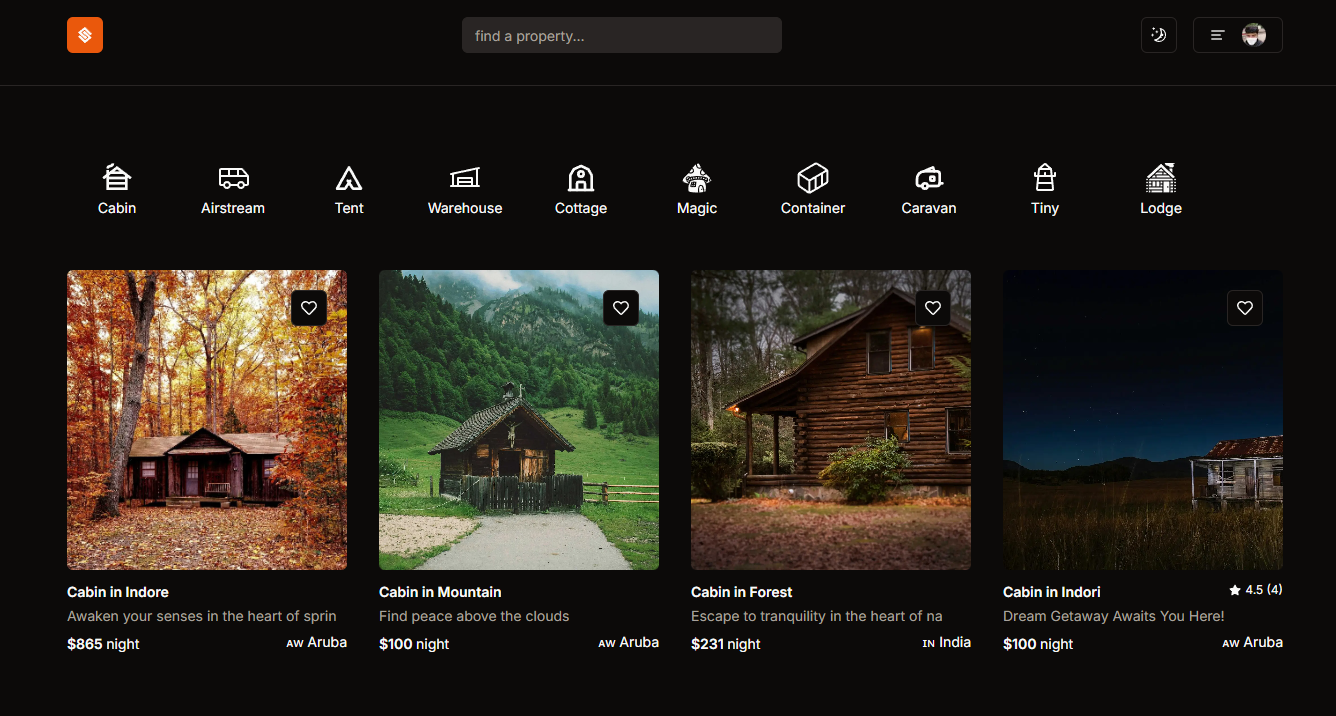 find a property...
Cabin
Airstream
Tent
Warehouse
Cottage
Magic
Container
Caravan
Tiny
Lodge
Cabin in Indore
Awaken your senses in the heart of sprin
$865 night
AW Aruba
Cabin in Mountain
Find peace above the clouds
$100 night
AW Aruba
Cabin in Forest
Escape to tranquility in the heart of na
$231 night
IN India
Cabin in Indori
4.5 (4)
Dream Getaway Awaits You Here!
$100 night
AW Aruba